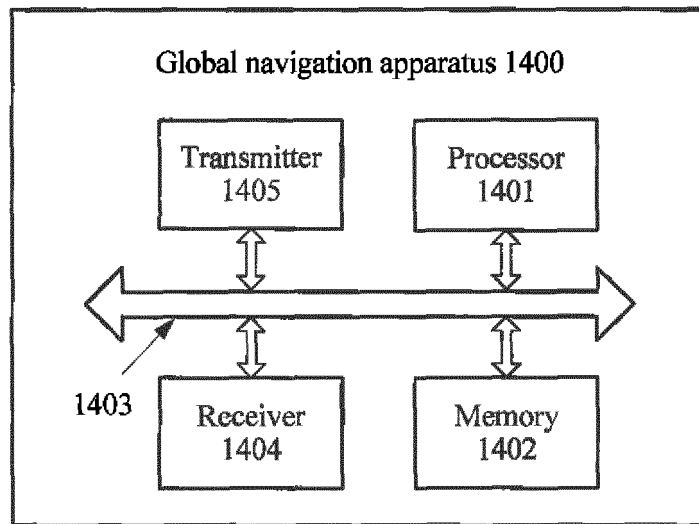 Global navigation apparatus 1400
Transmitter
1405
Processor
1401
1403
Receiver
1404
Memory
1402